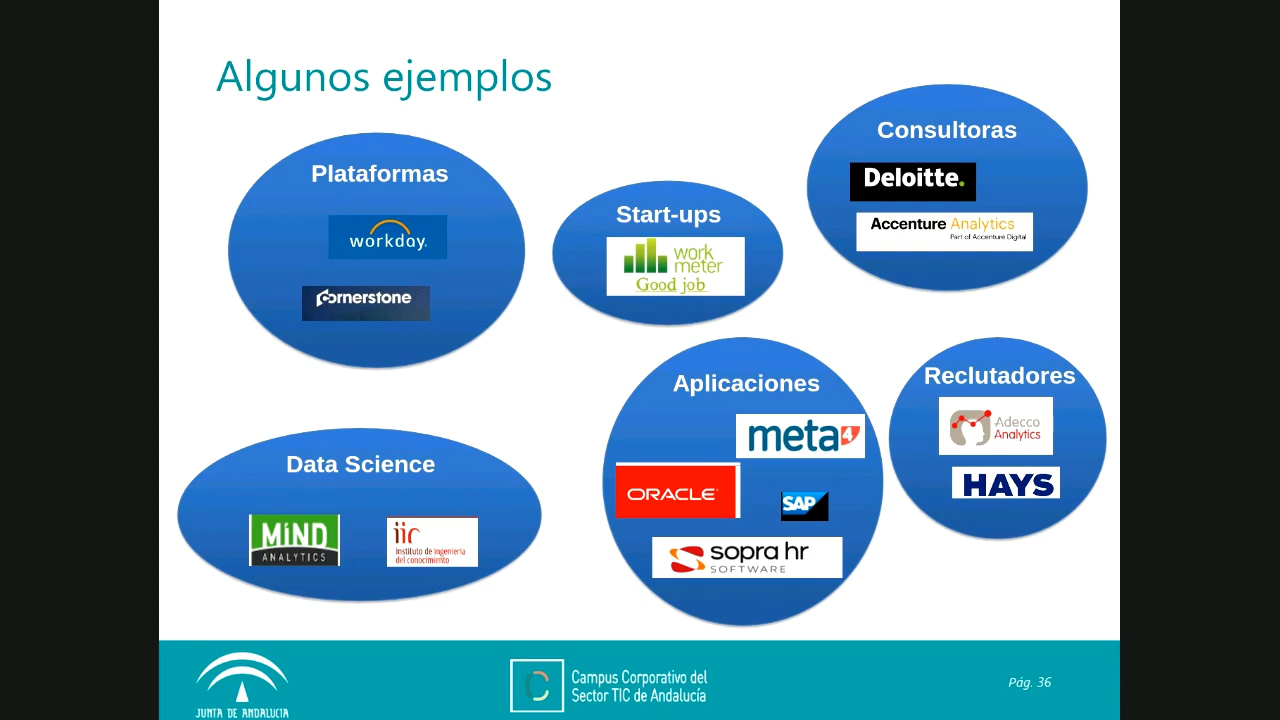 Algunos ejemplos
Plataformas
workday.
cornerstone
Start-ups
work
meter
Good job
Consultoras
Deloitte.
Accenture Analytics
Part of Accenture Digital
Data Science
MiND
ANALYTICS
iic
instituto de ingeniería
del conocimiento
Aplicaciones
meta4
ORACLE
SAP
sopra hr
SOFTWARE
Reclutadores
Adecco
Analytics
HAYS
JUNTA DE ANDALUCIA
Campus Corporativo del
Sector TIC de Andalucía
Pág. 36